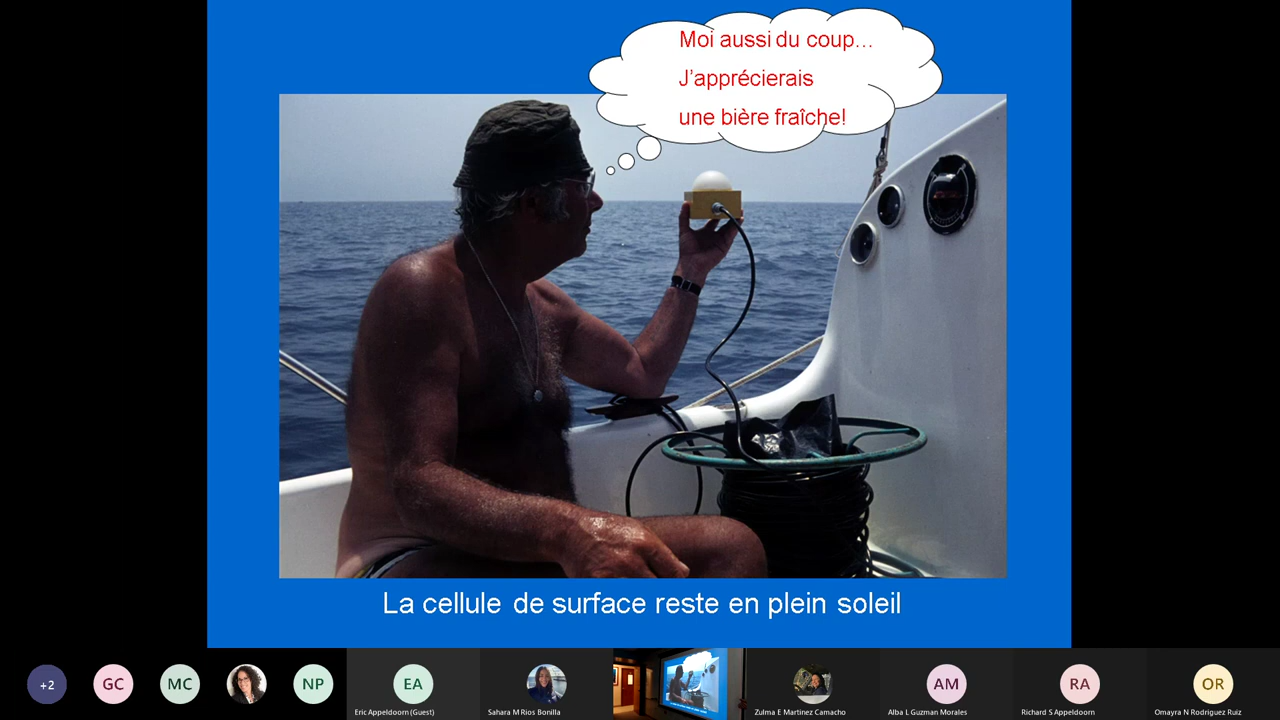 Moi aussi du coup…
J'apprécierais
une bière fraîche!
La cellule de surface reste en plein soleil
+2
GC
MC
NP
EA
AM
RA
OR
Eric Appeldoorn (Guest)
Sahara M Rios Bonilla
Zulma E Martinez Camacho
Alba L Guzman Morales
Richard S Appeldoorn
Omayra N Rodriguez Ruiz